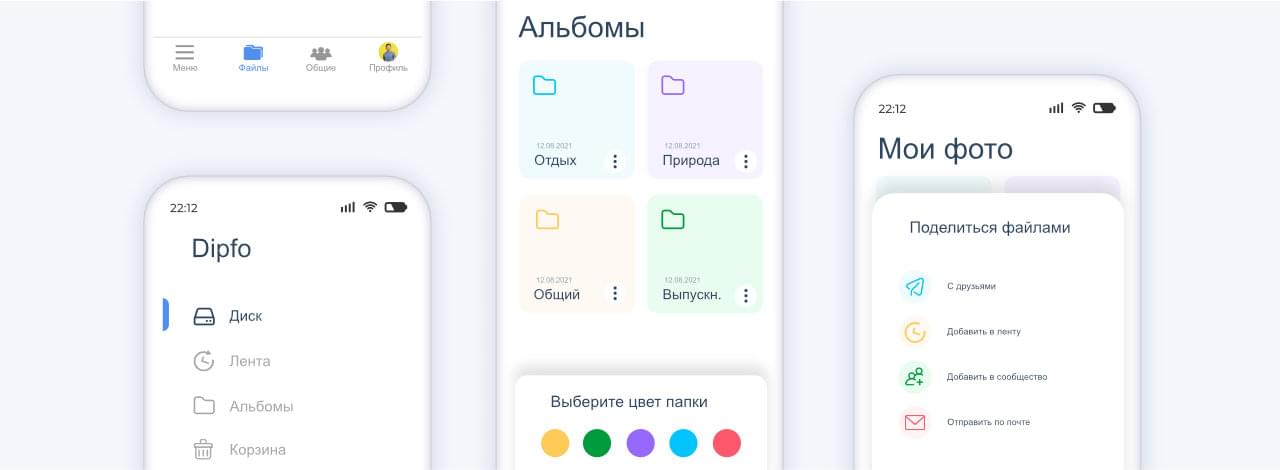 Меню
Файлы
Общие
Профиль
22:12
Dipfo
Диск
Лента
Альбомы
Корзина
Альбомы
12.08.2021
Отдых
12.08.2021
Природа
12.08.2021
Общий
12.08.2021
Выпускн.
Выберите цвет папки
22:12
Мои фото
Поделиться файлами
С друзьями
Добавить в ленту
Добавить в сообщество
Отправить по почте